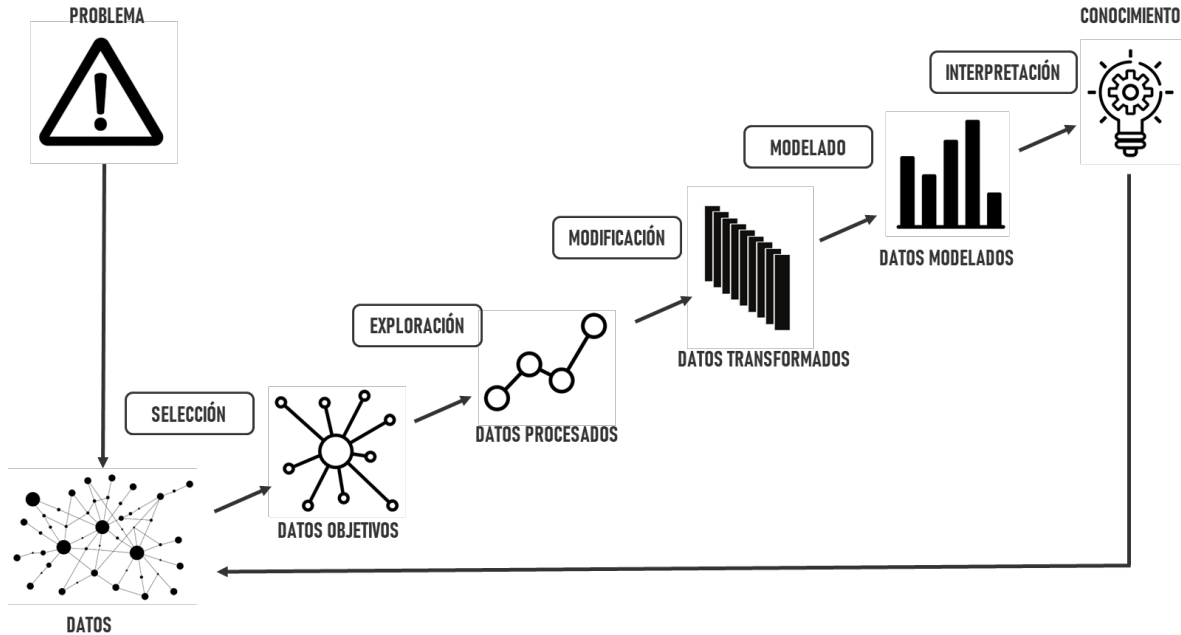 PROBLEMA
CONOCIMIENTO
INTERPRETACIÓN
MODELADO
DATOS MODELADOS
MODIFICACIÓN
DATOS TRANSFORMADOS
EXPLORACIÓN
DATOS PROCESADOS
SELECCIÓN
DATOS OBJETIVOS
DATOS